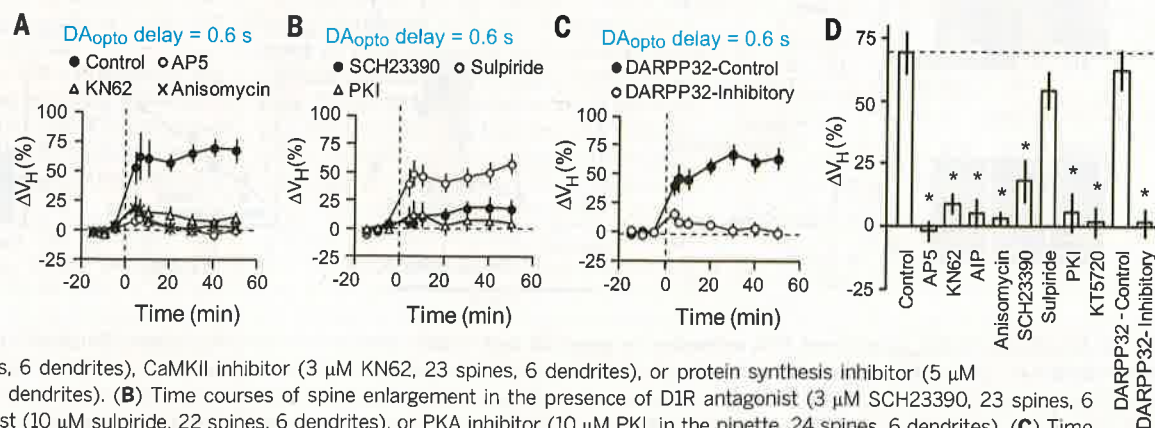 A
DAopto delay = 0.6 s
● Control ○ AP5
△ KN62 × Anisomycin
ΔVH(%)
100
75
50
25
0
-25
-20 0 20 40 60
Time (min)
B
DAopto delay = 0.6 s
● SCH23390 ○ Sulpiride
△ PKI
ΔVH(%)
100
75
50
25
0
-25
-20 0 20 40 60
Time (min)
C
DAopto delay = 0.6 s
● DARPP32-Control
○ DARPP32-Inhibitory
ΔVH(%)
100
75
50
25
0
-25
-20 0 20 40 60
Time (min)
D
ΔVH(%)
75
50
25
0
-25
* * * * * * * *
Control
AP5
KN62
AIP
Anisomycin
SCH23390
Sulpiride
PKI
KT5720
DARPP32 - Control
DARPP32- Inhibitory
s, 6 dendrites), CaMKII inhibitor (3 μM KN62, 23 spines, 6 dendrites), or protein synthesis inhibitor (5 μM
dendrites). (B) Time courses of spine enlargement in the presence of D1R antagonist (3 μM SCH23390, 23 spines, 6
ist (10 μM sulpiride, 22 spines, 6 dendrites), or PKA inhibitor (10 μM PKI, in the pipette, 24 spines, 6 dendrites). (C) Time